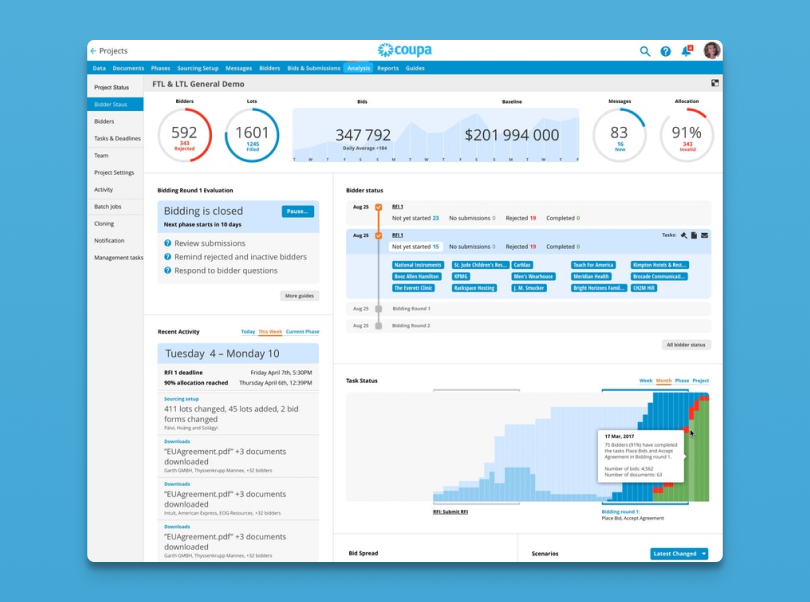 Projects
coupa
Data Documents Phases Sourcing Setup Messages Bidders Bids & Submissions Analysis Reports Guides
Project Status
Bidder Staus
Bidders
Tasks & Deadlines
Team
Project Settings
Activity
Batch Jobs
Cloning
Notification
Management tasks
FTL & LTL General Demo
Bidders
592
343
Rejected
Lots
1601
1245
Filled
Bids
347 792
Daily Average +184
Baseline
$201 994 000
T W T F S S M T W T F S S M T W T F
Messages
83
16
New
Allocation
91%
343
Invalid
Bidding Round 1 Evaluation
Bidding is closed
Pause...
Next phase starts in 10 days
Review submissions
Remind rejected and inactive bidders
Respond to bidder questions
More guides
Recent Activity Today This Week Current Phase
Tuesday 4 – Monday 10
RFI 1 deadline Friday April 7th, 5:30PM
90% allocation reached Thursday April 6th, 12:39PM
Sourcing setup
411 lots changed, 45 lots added, 2 bid
forms changed
Päivi, Hoàng and Szilágyi
Downloads
"EUAgreement.pdf" +3 documents
downloaded
Garth GMBH, Thyssenkrupp Mannex, +32 bidders
Downloads
"EUAgreement.pdf" +3 documents
downloaded
Intuit, American Express, EOG Resources, +32 bidders
Downloads
"EUAgreement.pdf" +3 documents
downloaded
Garth GMBH, Thyssenkrupp Mannex, +32 bidders
Bidder status
Aug 25 RFI 1
Not yet started 23 No submissions 0 Rejected 19 Completed 0
Aug 25 RFI 1 Tasks:
Not yet started 15 No submissions 0 Rejected 19 Completed 0
National Instruments St. Jude Children's Res... CarMax Teach For America Kimpton Hotels & Rest...
Booz Allen Hamilton KPMG Men's Wearhouse Meridian Health Brocade Communicati...
The Everett Clinic Rackspace Hosting J. M. Smucker Bright Horizons Famil... CH2M Hill
Aug 25 Bidding Round 1
Aug 25 Bidding Round 2
All bidder status
Task Status Week Month Phase Project
17 Mar, 2017
75 Bidders (91%) have completed
the tasks Place Bids and Accept
Agreement in Bidding round 1.
Number of bids: 4,562
Number of documents: 63
RFI: Submit RFI
Bidding round 1:
Place Bid, Accept Agreement
Bid Spread
Scenarios
Latest Changed